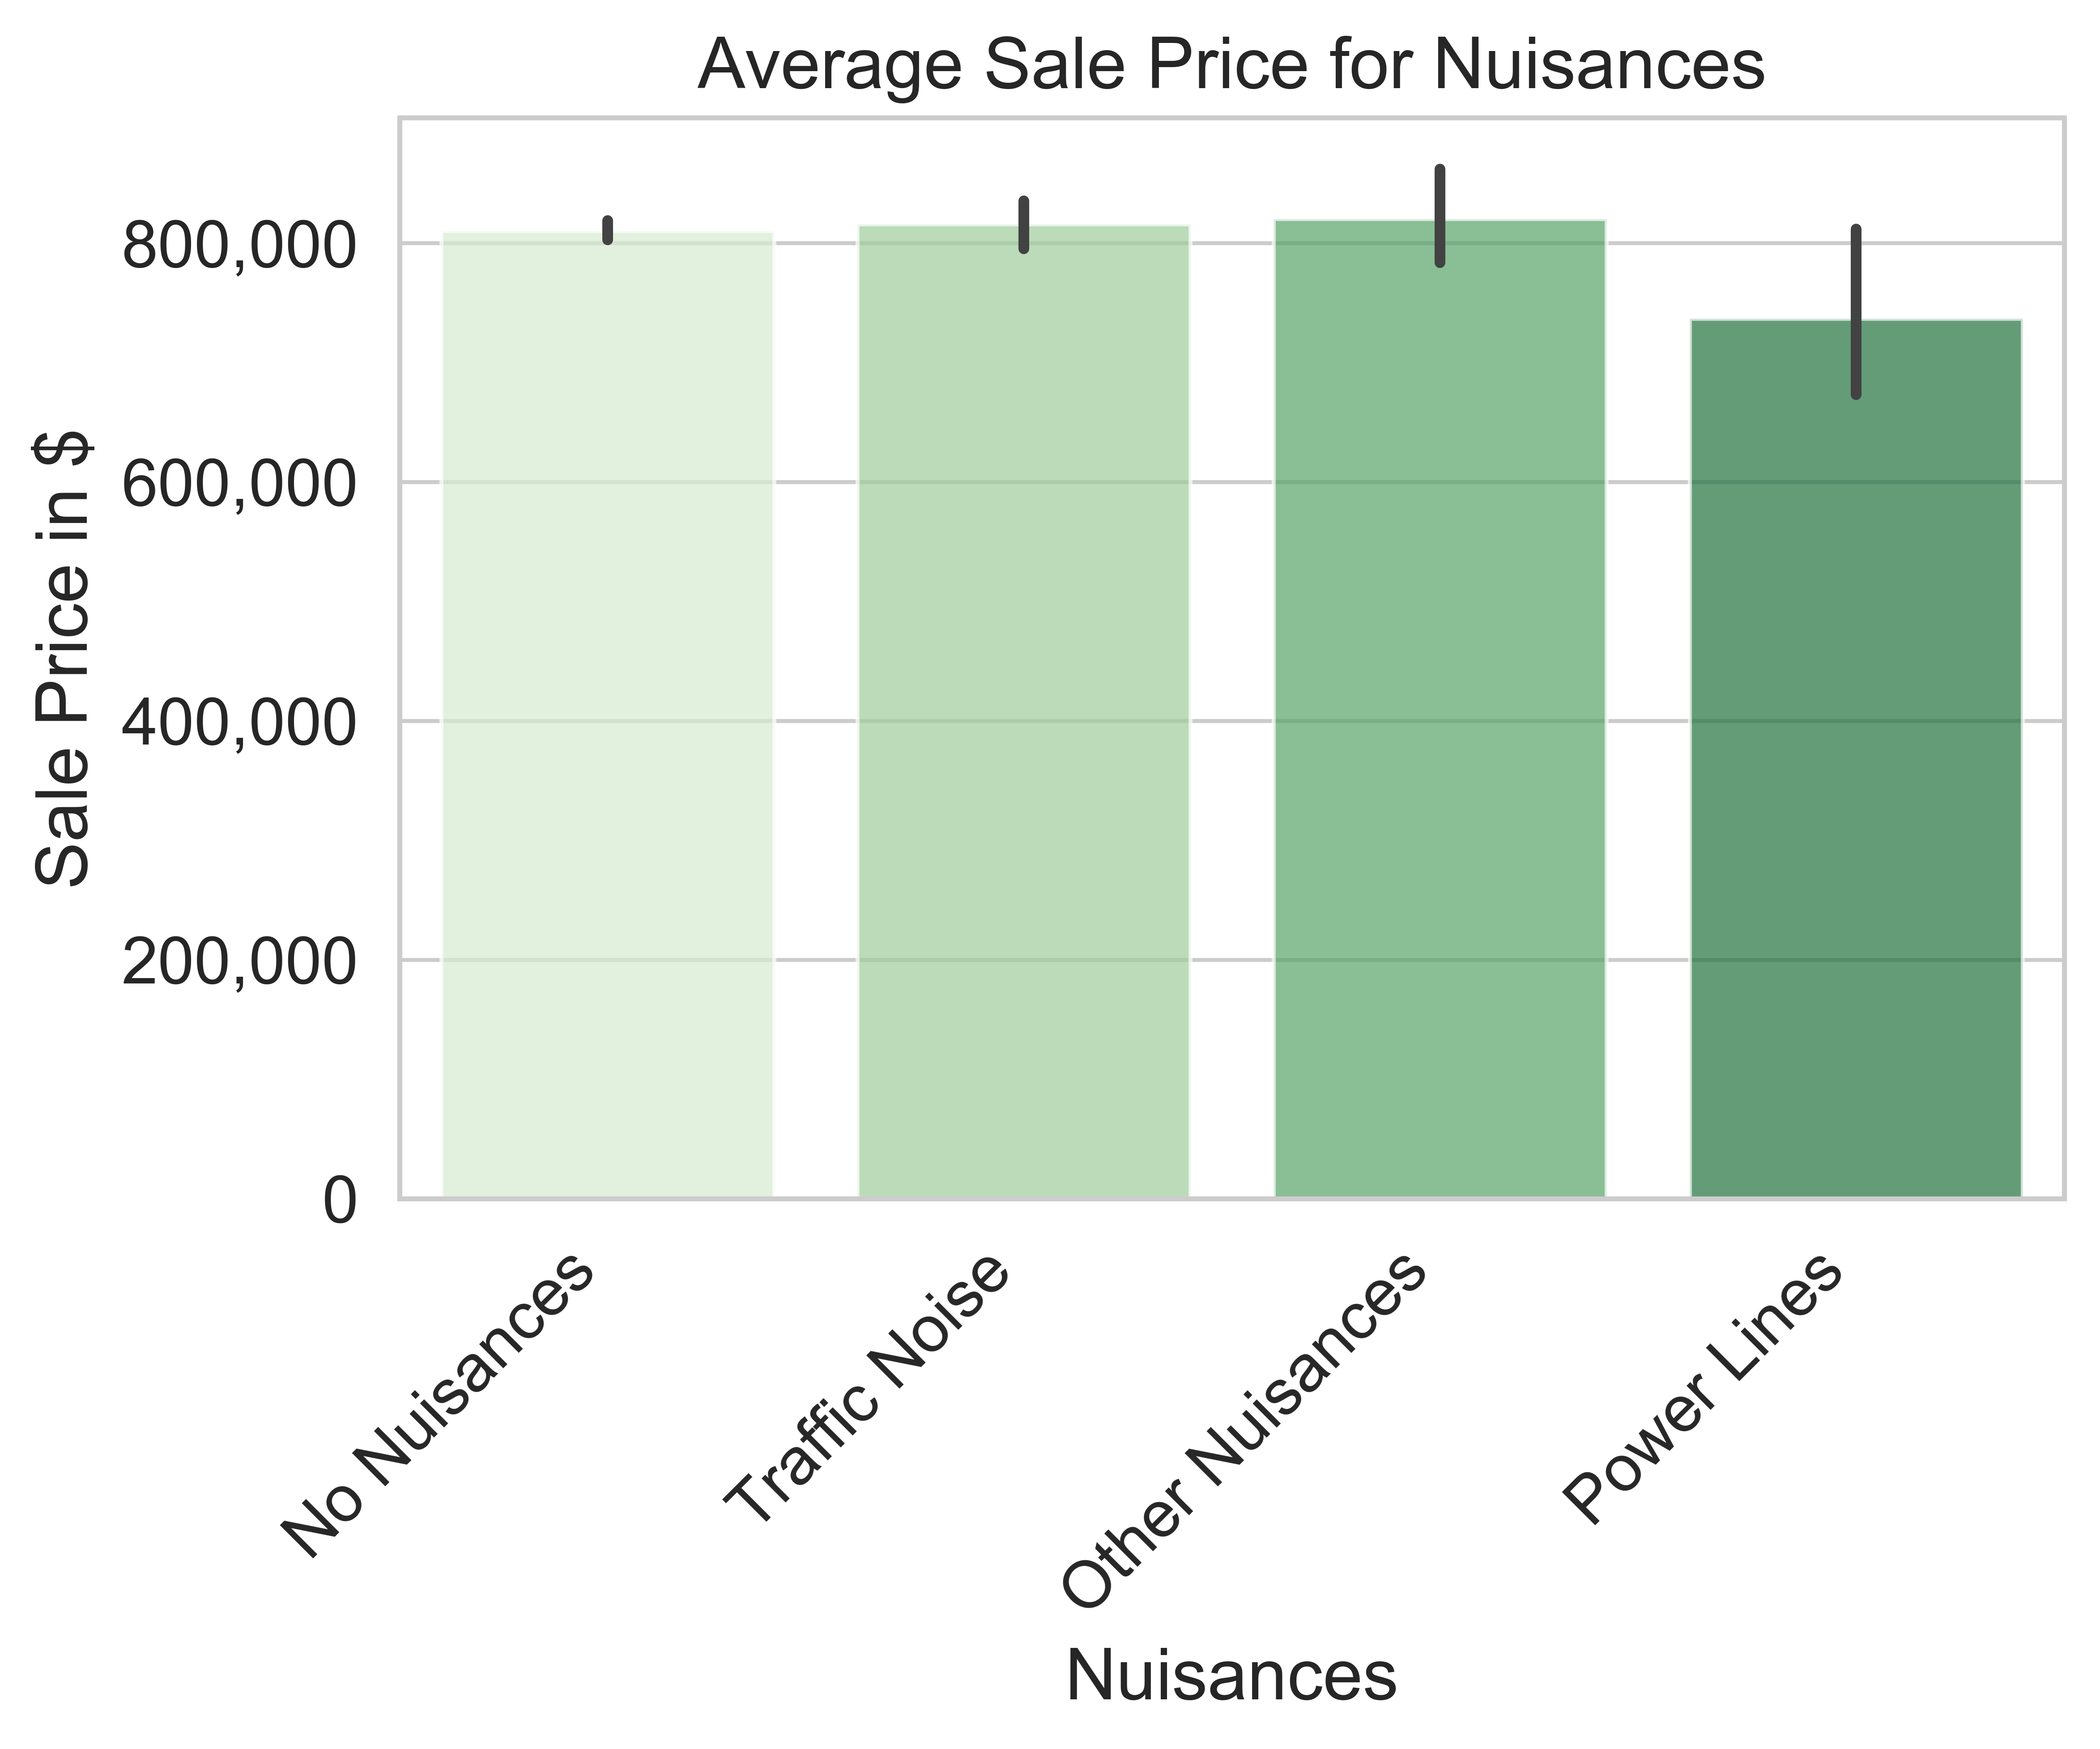 Average Sale Price for Nuisances
Sale Price in $
800,000
600,000
400,000
200,000
0
No Nuisances
Traffic Noise
Other Nuisances
Power Lines
Nuisances